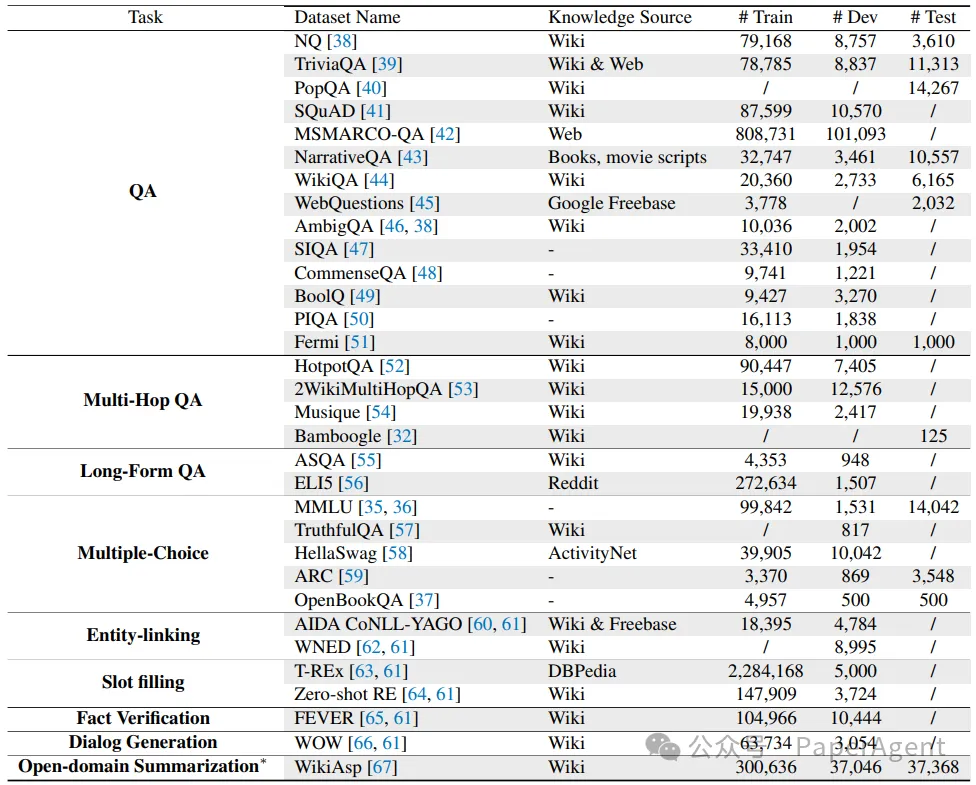 Task Dataset Name Knowledge Source # Train # Dev # Test
NQ [38] Wiki 79,168 8,757 3,610
TriviaQA [39] Wiki & Web 78,785 8,837 11,313
PopQA [40] Wiki / / 14,267
SQuAD [41] Wiki 87,599 10,570 /
MSMARCO-QA [42] Web 808,731 101,093 /
NarrativeQA [43] Books, movie scripts 32,747 3,461 10,557
QA WikiQA [44] Wiki 20,360 2,733 6,165
WebQuestions [45] Google Freebase 3,778 / 2,032
AmbigQA [46, 38] Wiki 10,036 2,002 /
SIQA [47] - 33,410 1,954 /
CommenseQA [48] - 9,741 1,221 /
BoolQ [49] Wiki 9,427 3,270 /
PIQA [50] - 16,113 1,838 /
Fermi [51] Wiki 8,000 1,000 1,000
HotpotQA [52] Wiki 90,447 7,405 /
2WikiMultiHopQA [53] Wiki 15,000 12,576 /
Multi-Hop QA Musique [54] Wiki 19,938 2,417 /
Bamboogle [32] Wiki / / 125
Long-Form QA ASQA [55] Wiki 4,353 948 /
ELI5 [56] Reddit 272,634 1,507 /
MMLU [35, 36] - 99,842 1,531 14,042
TruthfulQA [57] Wiki / 817 /
Multiple-Choice HellaSwag [58] ActivityNet 39,905 10,042 /
ARC [59] - 3,370 869 3,548
OpenBookQA [37] - 4,957 500 500
Entity-linking AIDA CoNLL-YAGO [60, 61] Wiki & Freebase 18,395 4,784 /
WNED [62, 61] Wiki / 8,995 /
Slot filling T-REx [63, 61] DBPedia 2,284,168 5,000 /
Zero-shot RE [64, 61] Wiki 147,909 3,724 /
Fact Verification FEVER [65, 61] Wiki 104,966 10,444 /
Dialog Generation WOW [66, 61] Wiki 63,734 3,054 /
公众号 PaperAgent
Open-domain Summarization* WikiAsp [67] Wiki 300,636 37,046 37,368